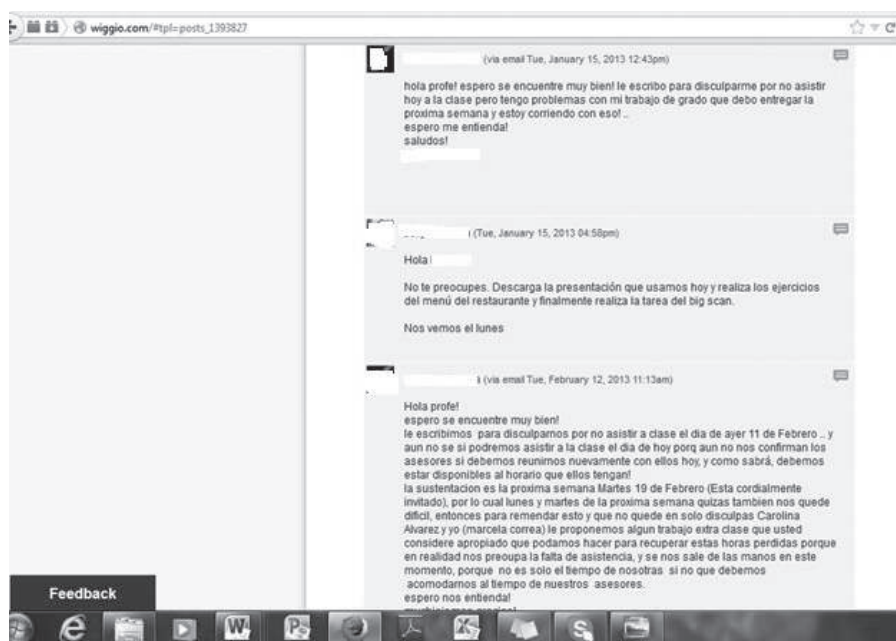 wiggio.com/#tpl=posts_1393827
(via email Tue, January 15, 2013 12:43pm)
hola profe! espero se encuentre muy bien! le escribo para disculparme por no asistir
hoy a la clase pero tengo problemas con mi trabajo de grado que debo entregar la
proxima semana y estoy corriendo con eso! ..
espero me entienda!
saludos!
(Tue, January 15, 2013 04:58pm)
Hola
No te preocupes. Descarga la presentación que usamos hoy y realiza los ejercicios
del menú del restaurante y finalmente realiza la tarea del big scan.
Nos vemos el lunes
(via email Tue, February 12, 2013 11:13am)
Hola profe!
espero se encuentre muy bien!
le escribimos para disculparnos por no asistir a clase el dia de ayer 11 de Febrero .. y
aun no se si podremos asistir a la clase el dia de hoy porq aun no nos confirman los
asesores si debemos reunirnos nuevamente con ellos hoy, y como sabrá, debemos
estar disponibles al horario que ellos tengan!
la sustentacion es la proxima semana Martes 19 de Febrero (Esta cordialmente
invitado), por lo cual lunes y martes de la proxima semana quizas tambien nos quede
dificil, entonces para remendar esto y que no quede en solo disculpas Carolina
Alvarez y yo (marcela correa) le proponemos algun trabajo extra clase que usted
considere apropiado que podamos hacer para recuperar estas horas perdidas porque
en realidad nos preoupa la falta de asistencia, y se nos sale de las manos en este
momento, porque no es solo el tiempo de nosotras si no que debemos
acomodarnos al tiempo de nuestros asesores.
espero nos entienda!
Feedback